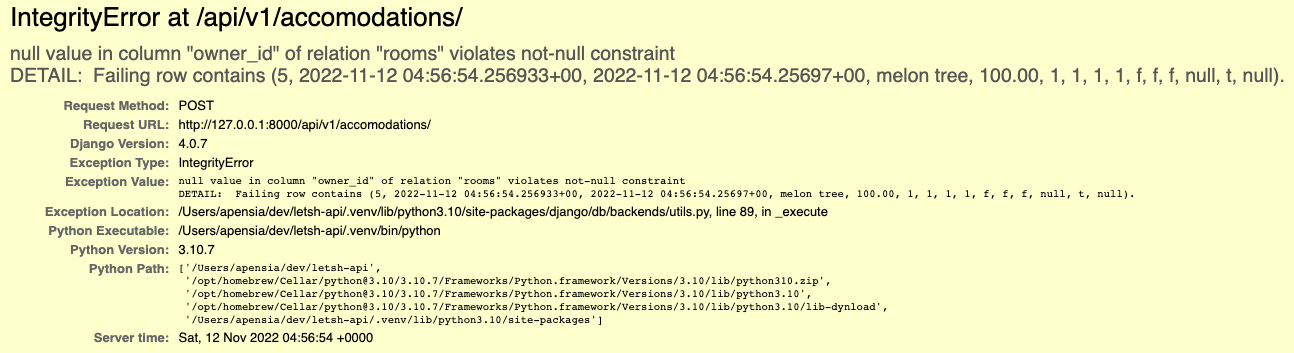 IntegrityError at /api/v1/accomodations/
null value in column "owner_id" of relation "rooms" violates not-null constraint
DETAIL:  Failing row contains (5, 2022-11-12 04:56:54.256933+00, 2022-11-12 04:56:54.25697+00, melon tree, 100.00, 1, 1, 1, 1, f, f, f, null, t, null).
Request Method: POST
Request URL: http://127.0.0.1:8000/api/v1/accomodations/
Django Version: 4.0.7
Exception Type: IntegrityError
Exception Value: null value in column "owner_id" of relation "rooms" violates not-null constraint
DETAIL:  Failing row contains (5, 2022-11-12 04:56:54.256933+00, 2022-11-12 04:56:54.25697+00, melon tree, 100.00, 1, 1, 1, 1, f, f, f, null, t, null).
Exception Location: /Users/apensia/dev/letsh-api/.venv/lib/python3.10/site-packages/django/db/backends/utils.py, line 89, in _execute
Python Executable: /Users/apensia/dev/letsh-api/.venv/bin/python
Python Version: 3.10.7
Python Path: ['/Users/apensia/dev/letsh-api',
'/opt/homebrew/Cellar/python@3.10/3.10.7/Frameworks/Python.framework/Versions/3.10/lib/python310.zip',
'/opt/homebrew/Cellar/python@3.10/3.10.7/Frameworks/Python.framework/Versions/3.10/lib/python3.10',
'/opt/homebrew/Cellar/python@3.10/3.10.7/Frameworks/Python.framework/Versions/3.10/lib/python3.10/lib-dynload',
'/Users/apensia/dev/letsh-api/.venv/lib/python3.10/site-packages']
Server time: Sat, 12 Nov 2022 04:56:54 +0000